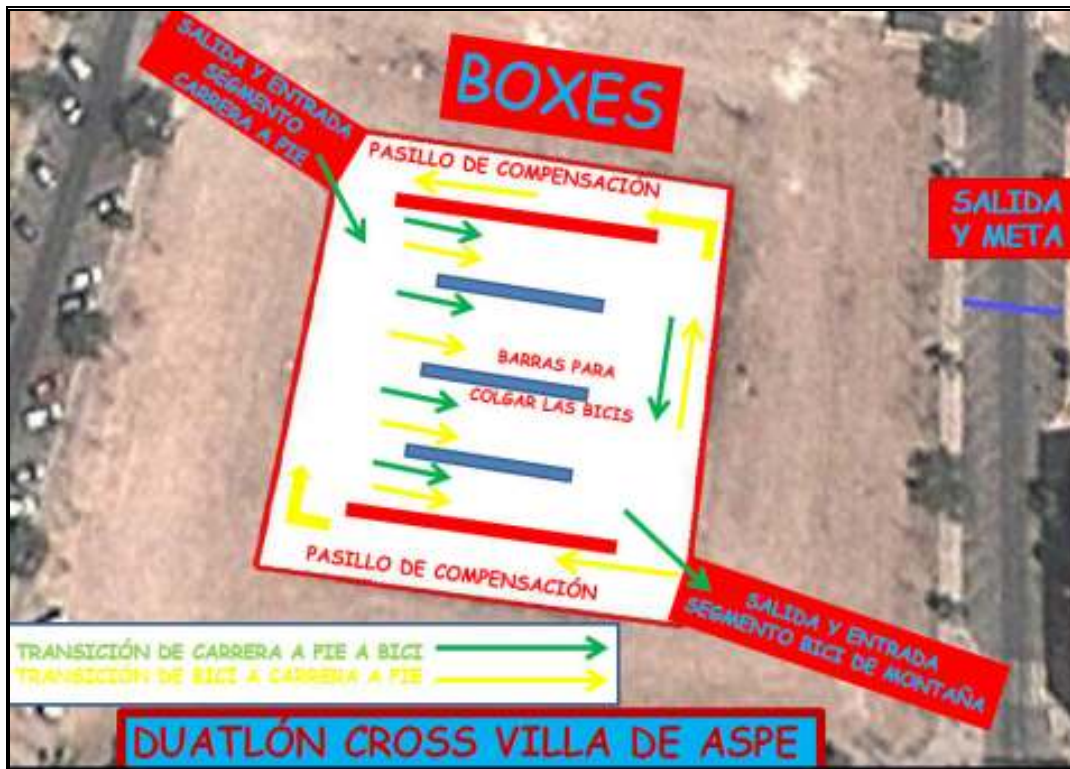 SALIDA Y ENTRADA
SEGMENTO
CARRERA A PIE
BOXES
PASILLO DE COMPENSACIÓN
SALIDA
Y META
BARRAS PARA
COLGAR LAS BICIS
PASILLO DE COMPENSACIÓN
SALIDA Y ENTRADA
SEGMENTO BICI DE MONTAÑA
TRANSICIÓN DE CARRERA A PIE A BICI
TRANSICIÓN DE BICI A CARRERA A PIE
DUATLÓN CROSS VILLA DE ASPE